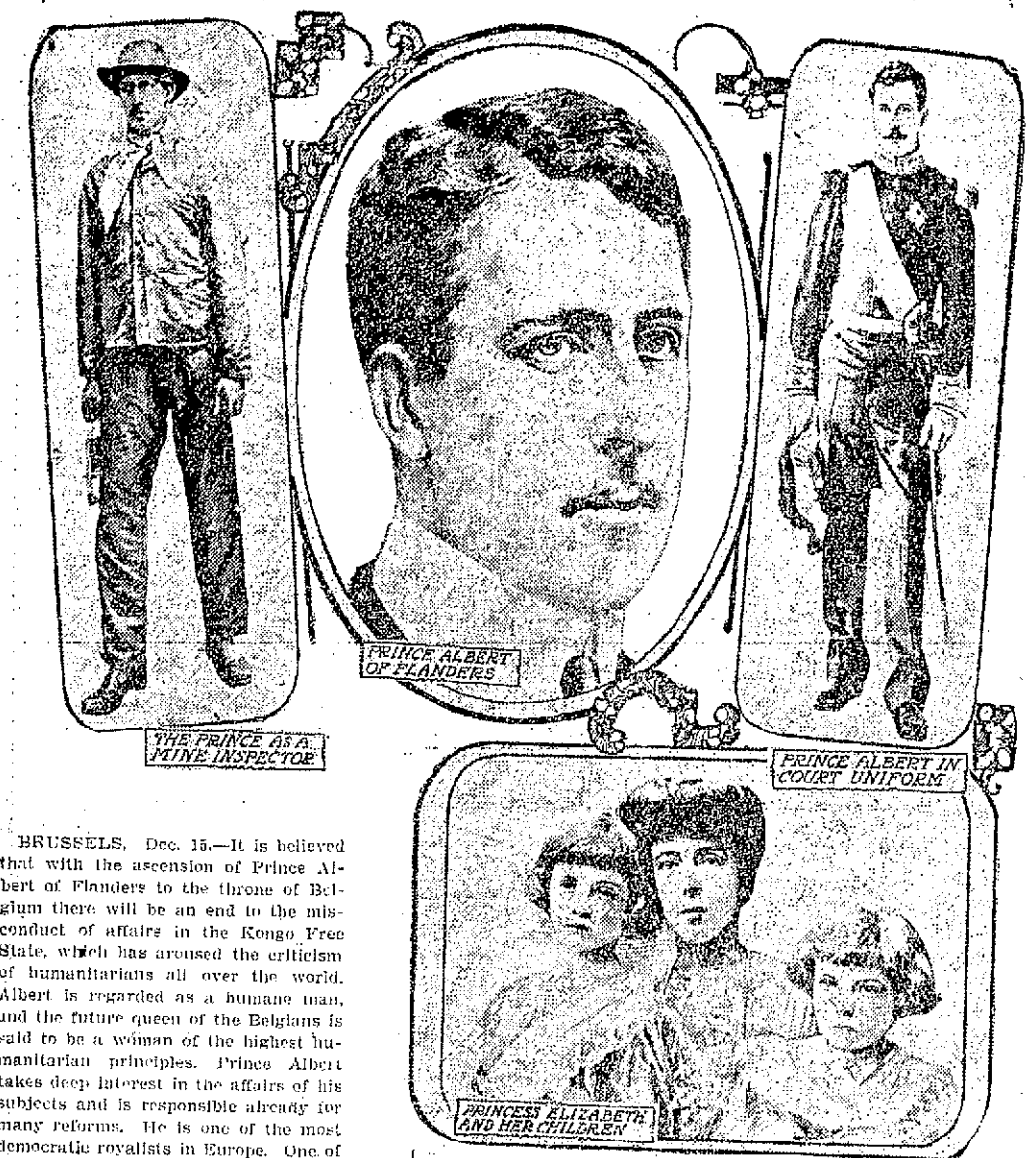 PRINCE ALBERT
OF FLANDERS
THE PRINCE AS A
MINE INSPECTOR
PRINCE ALBERT IN
COURT UNIFORM
BRUSSELS, Dec. 15.—It is believed
that with the ascension of Prince Al-
bert of Flanders to the throne of Bel-
gium there will be an end to the mis-
conduct of affairs in the Kongo Free
State, which has aroused the criticism
of humanitarians all over the world.
Albert is regarded as a humane man,
and the future queen of the Belgians is
said to be a woman of the highest hu-
manitarian principles. Prince Albert
takes deep interest in the affairs of his
subjects and is responsible already for
many reforms. He is one of the most
democratic royalists in Europe. One of
PRINCESS ELIZABETH
AND HER CHILDREN